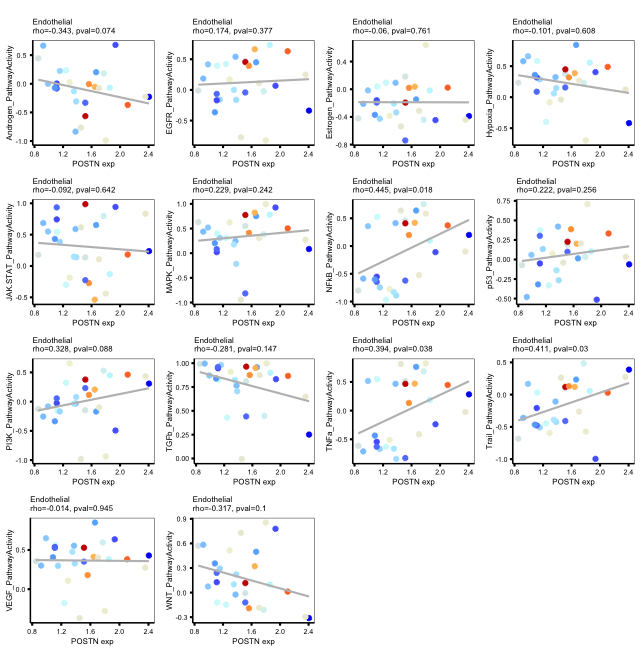 Endothelial
rho=-0.343, pval=0.074
Androgen_PathwayActivity
0.5
0.0
-0.5
-1.0
0.8 1.2 1.6 2.0 2.4
POSTN exp
Endothelial
rho=0.174, pval=0.377
EGFR_PathwayActivity
0.5
0.0
-0.5
0.8 1.2 1.6 2.0 2.4
POSTN exp
Endothelial
rho=-0.06, pval=0.761
Estrogen_PathwayActivity
0.4
0.0
-0.4
-0.8
0.8 1.2 1.6 2.0 2.4
POSTN exp
Endothelial
rho=-0.101, pval=0.608
Hypoxia_PathwayActivity
0.5
0.0
-0.5
0.8 1.2 1.6 2.0 2.4
POSTN exp
Endothelial
rho=-0.092, pval=0.642
JAK-STAT_PathwayActivity
1.0
0.5
0.0
-0.5
0.8 1.2 1.6 2.0 2.4
POSTN exp
Endothelial
rho=0.229, pval=0.242
MAPK_PathwayActivity
1.0
0.5
0.0
-0.5
-1.0
0.8 1.2 1.6 2.0 2.4
POSTN exp
Endothelial
rho=0.445, pval=0.018
NFkB_PathwayActivity
0.5
0.0
-0.5
-1.0
0.8 1.2 1.6 2.0 2.4
POSTN exp
Endothelial
rho=0.222, pval=0.256
p53_PathwayActivity
0.75
0.50
0.25
0.00
-0.25
-0.50
0.8 1.2 1.6 2.0 2.4
POSTN exp
Endothelial
rho=0.328, pval=0.088
PI3K_PathwayActivity
0.5
0.0
-0.5
-1.0
0.8 1.2 1.6 2.0 2.4
POSTN exp
Endothelial
rho=-0.281, pval=0.147
TGFb_PathwayActivity
1.00
0.75
0.50
0.25
0.00
0.8 1.2 1.6 2.0 2.4
POSTN exp
Endothelial
rho=0.394, pval=0.038
TNFa_PathwayActivity
0.5
0.0
-0.5
0.8 1.2 1.6 2.0 2.4
POSTN exp
Endothelial
rho=0.411, pval=0.03
Trail_PathwayActivity
0.5
0.0
-0.5
-1.0
0.8 1.2 1.6 2.0 2.4
POSTN exp
Endothelial
rho=-0.014, pval=0.945
VEGF_PathwayActivity
0.5
0.0
0.8 1.2 1.6 2.0 2.4
POSTN exp
Endothelial
rho=-0.317, pval=0.1
WNT_PathwayActivity
0.9
0.6
0.3
0.0
-0.3
0.8 1.2 1.6 2.0 2.4
POSTN exp